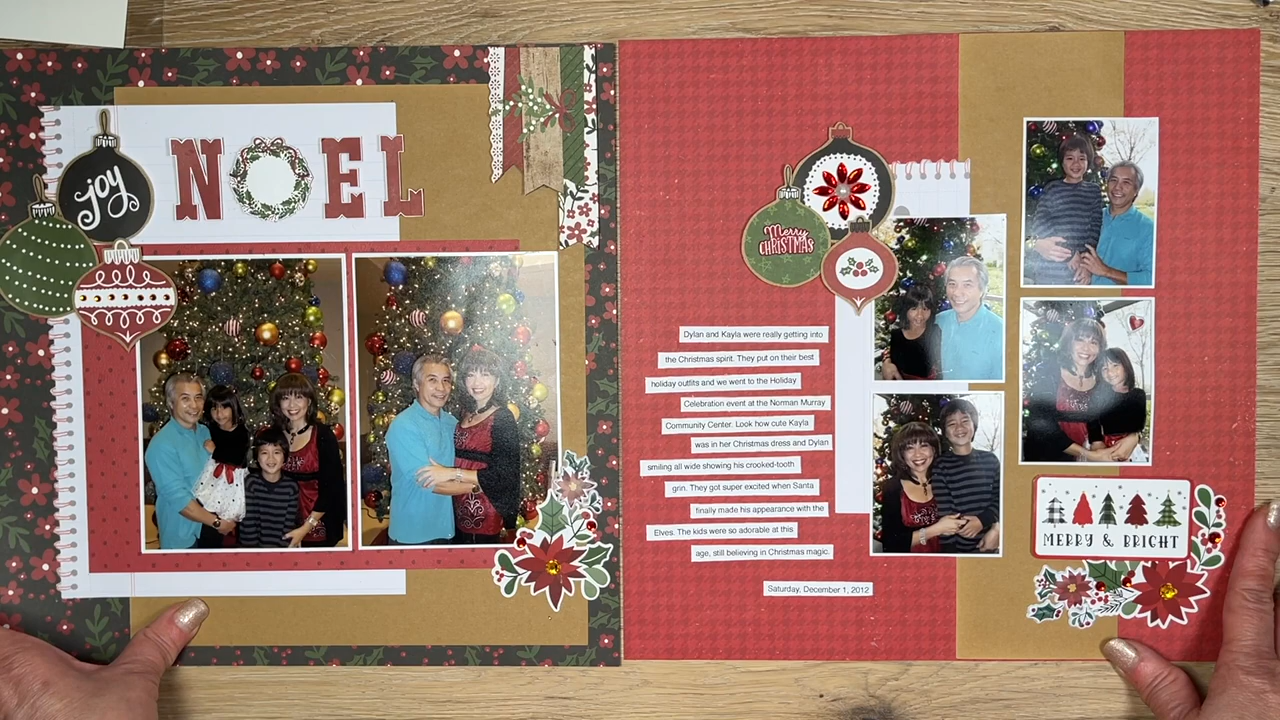 NOEL
joy
Merry
CHRISTMAS
Dylan and Kayla were really getting into
the Christmas spirit. They put on their best
holiday outfits and we went to the Holiday
Celebration event at the Norman Murray
Community Center. Look how cute Kayla
was in her Christmas dress and Dylan
smiling all wide showing his crooked-tooth
grin. They got super excited when Santa
finally made his appearance with the
Elves. The kids were so adorable at this
age, still believing in Christmas magic.
Saturday, December 1, 2012
MERRY & BRIGHT